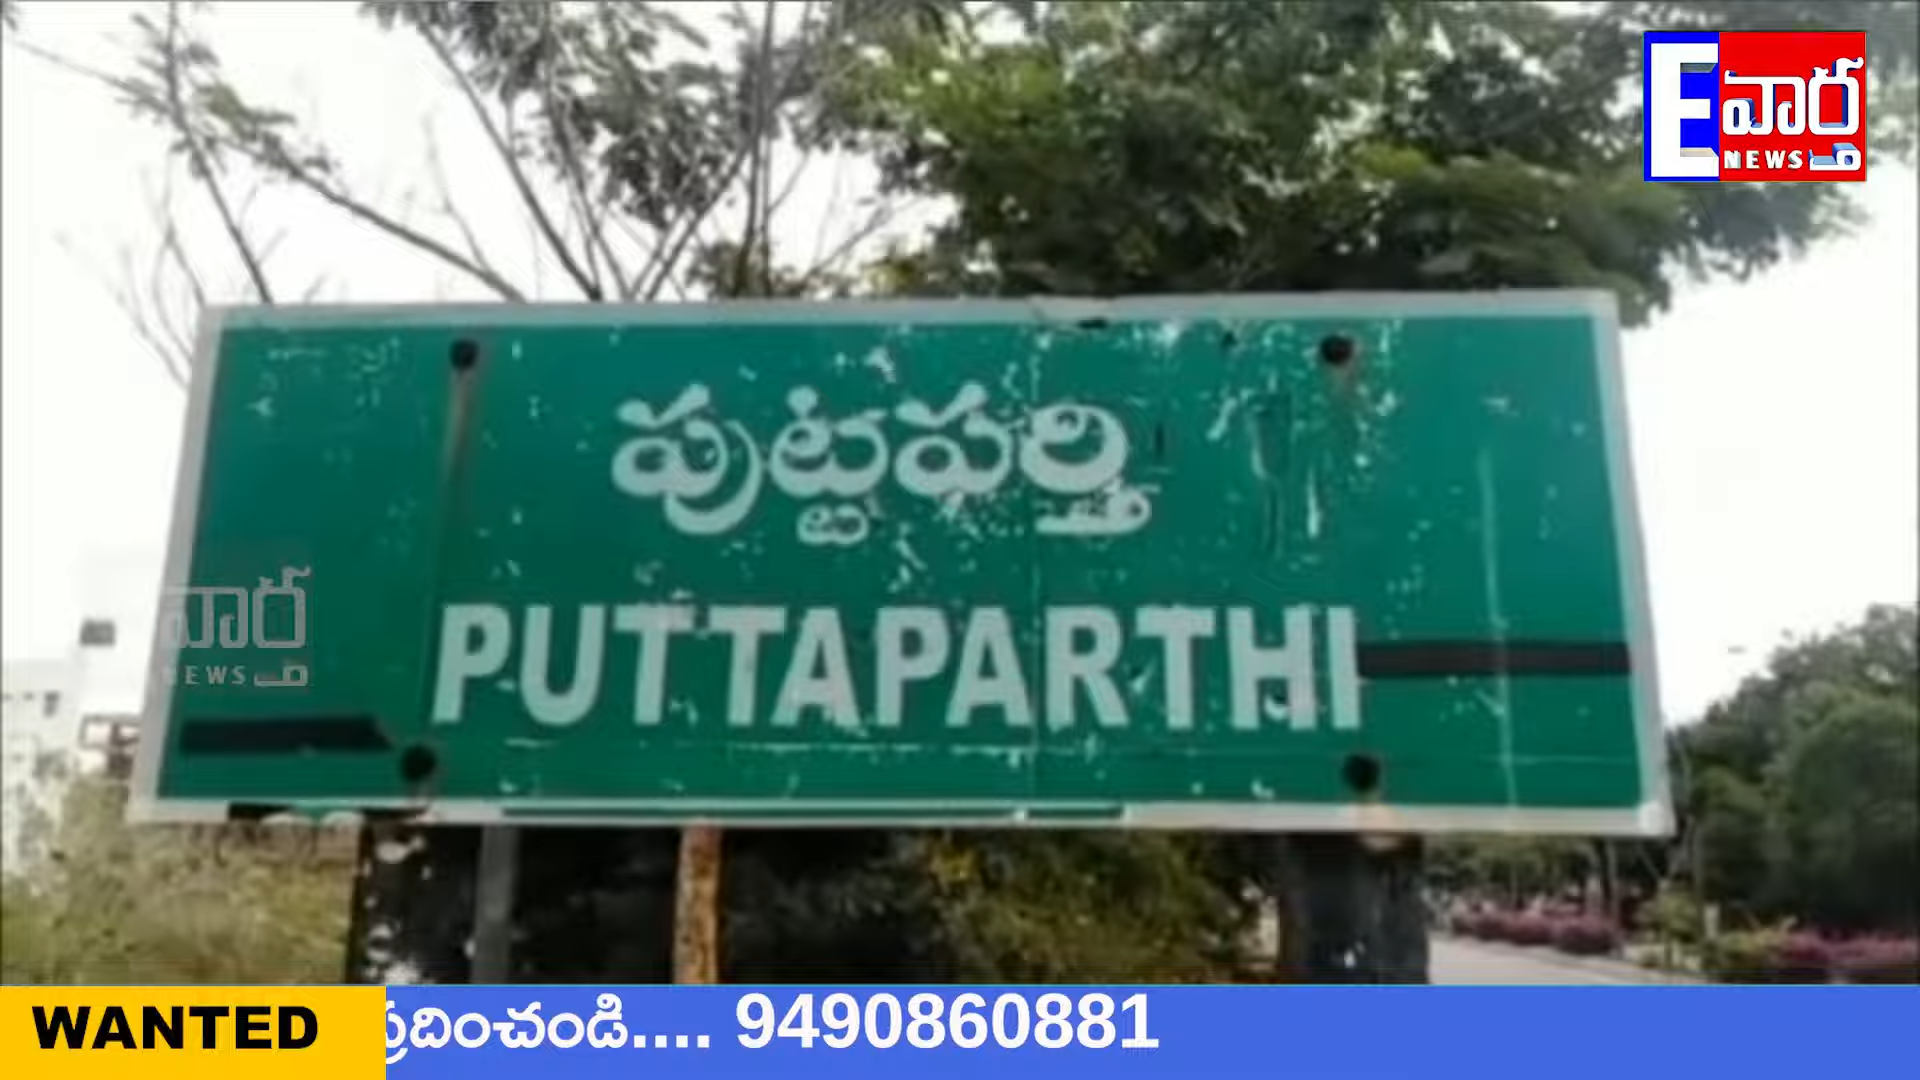 E వార్త
NEWS
పుట్టపర్తి
వార్త
NEWS
PUTTAPARTHI
WANTED
ప్రదించండి.... 9490860881